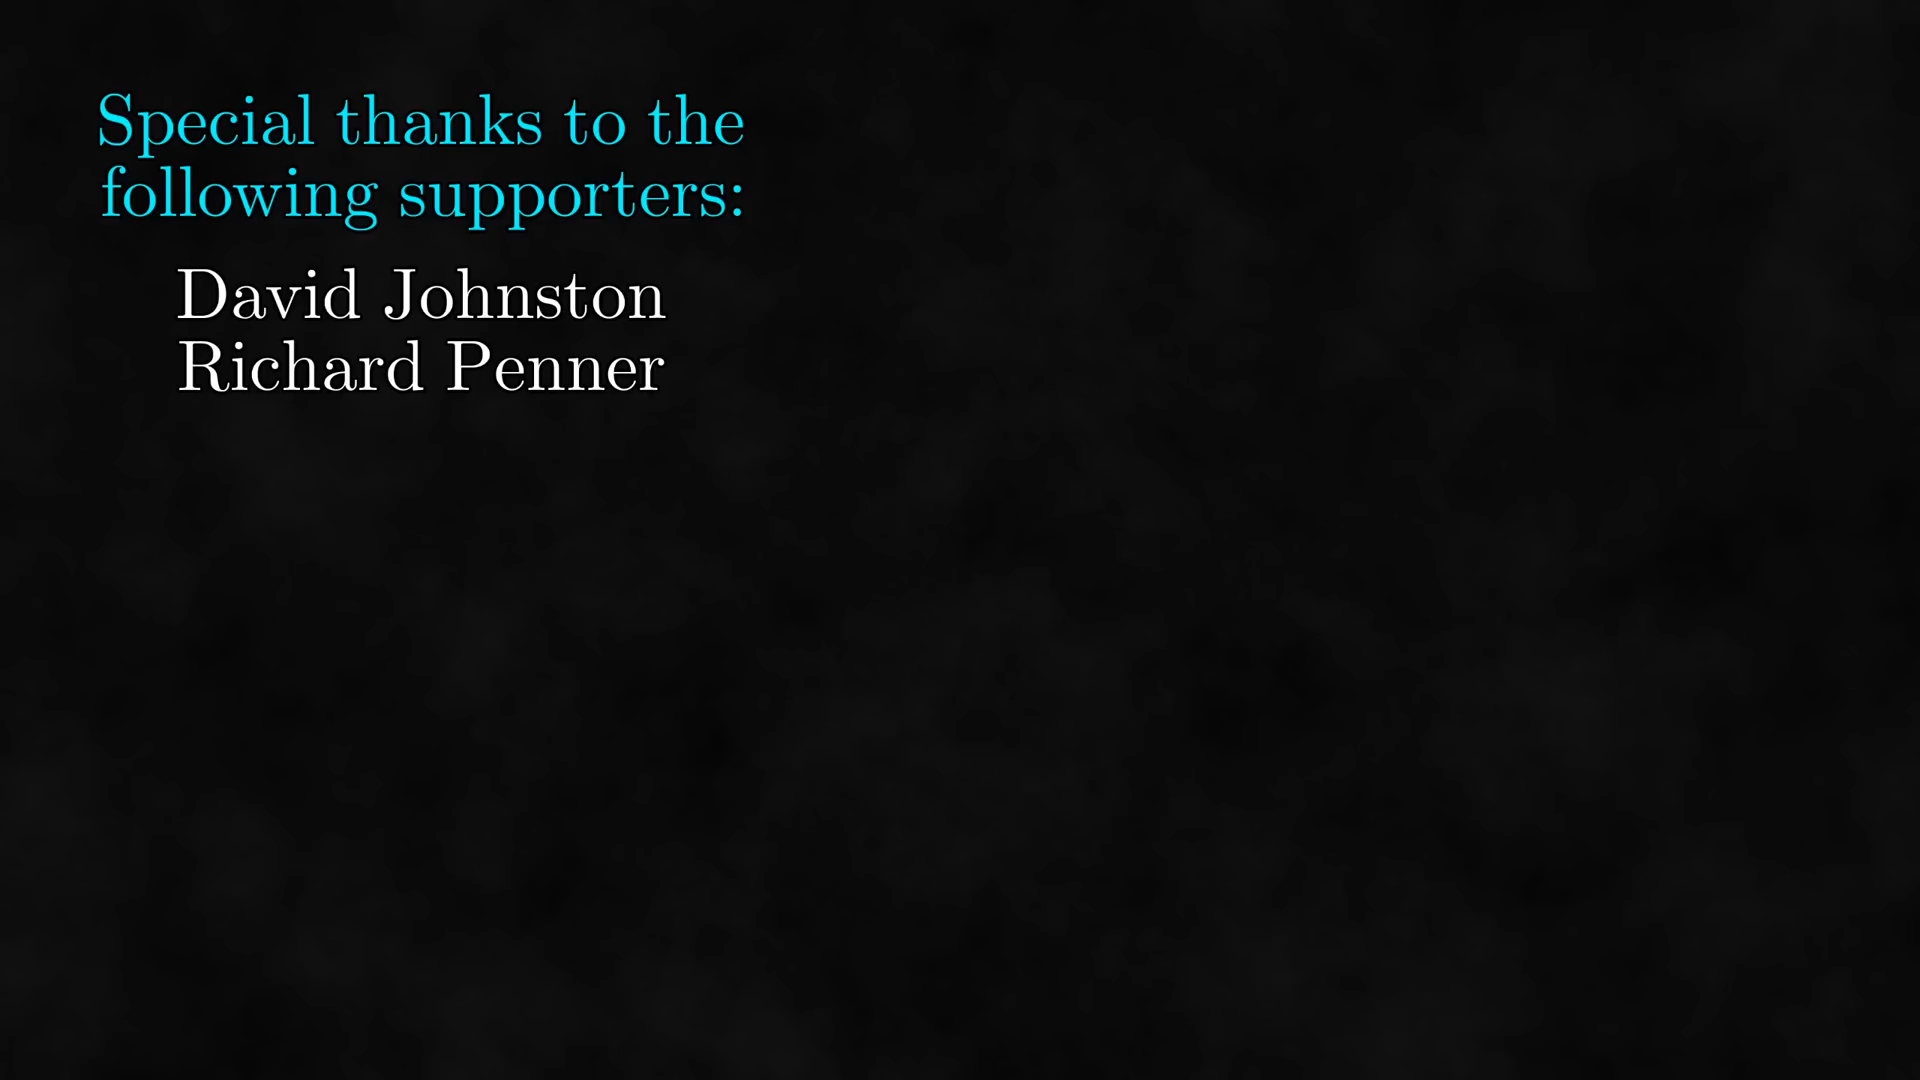 Special thanks to the
following supporters:
David Johnston
Richard Penner